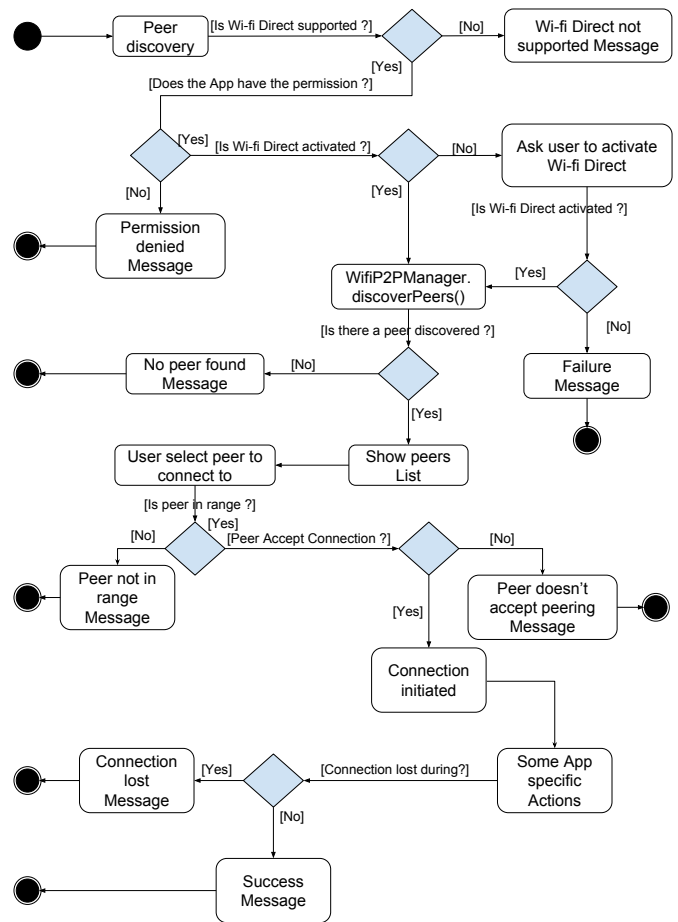 Peer
discovery
[Is Wi-fi Direct supported ?]
[No]
Wi-fi Direct not
supported Message
[Yes]
[Does the App have the permission ?]
[Yes]
[Is Wi-fi Direct activated ?]
[No]
Ask user to activate
Wi-fi Direct
[No]
[Yes]
[Is Wi-fi Direct activated ?]
Permission
denied
Message
WifiP2PManager.
discoverPeers()
[Yes]
[No]
[Is there a peer discovered ?]
No peer found
Message
[No]
Failure
Message
[Yes]
User select peer to
connect to
Show peers
List
[Is peer in range ?]
[No]
[Yes]
[Peer Accept Connection ?]
[No]
Peer not in
range
Message
[Yes]
Peer doesn't
accept peering
Message
Connection
initiated
Connection
lost
Message
[Yes]
[Connection lost during?]
Some App
specific
Actions
[No]
Success
Message